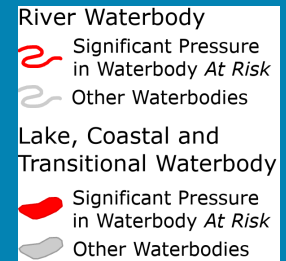 River Waterbody
Significant Pressure
in Waterbody At Risk
Other Waterbodies
Lake, Coastal and
Transitional Waterbody
Significant Pressure
in Waterbody At Risk
Other Waterbodies